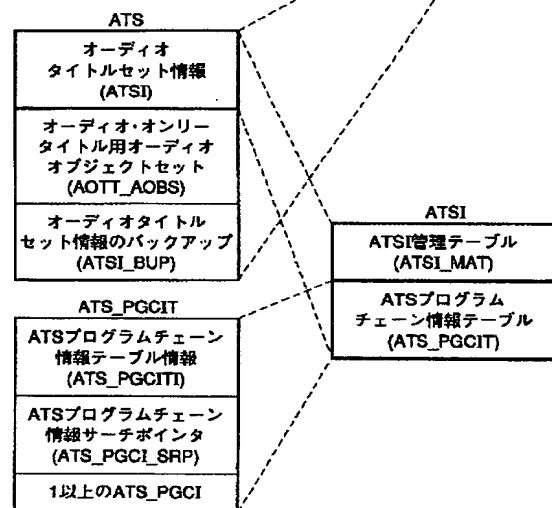 ATS
オーディオ
タイトルセット情報
(ATSI)
オーディオ・オンリー
タイトル用オーディオ
オブジェクトセット
(AOTT_AOBS)
オーディオタイトル
セット情報のバックアップ
(ATSI_BUP)
ATSI
ATSI管理テーブル
(ATSI_MAT)
ATSプログラム
チェーン情報テーブル
(ATS_PGCIT)
ATS_PGCIT
ATSプログラムチェーン
情報テーブル情報
(ATS_PGCITI)
ATSプログラムチェーン
情報サーチポインタ
(ATS_PGCI_SRP)
1以上のATS_PGCI